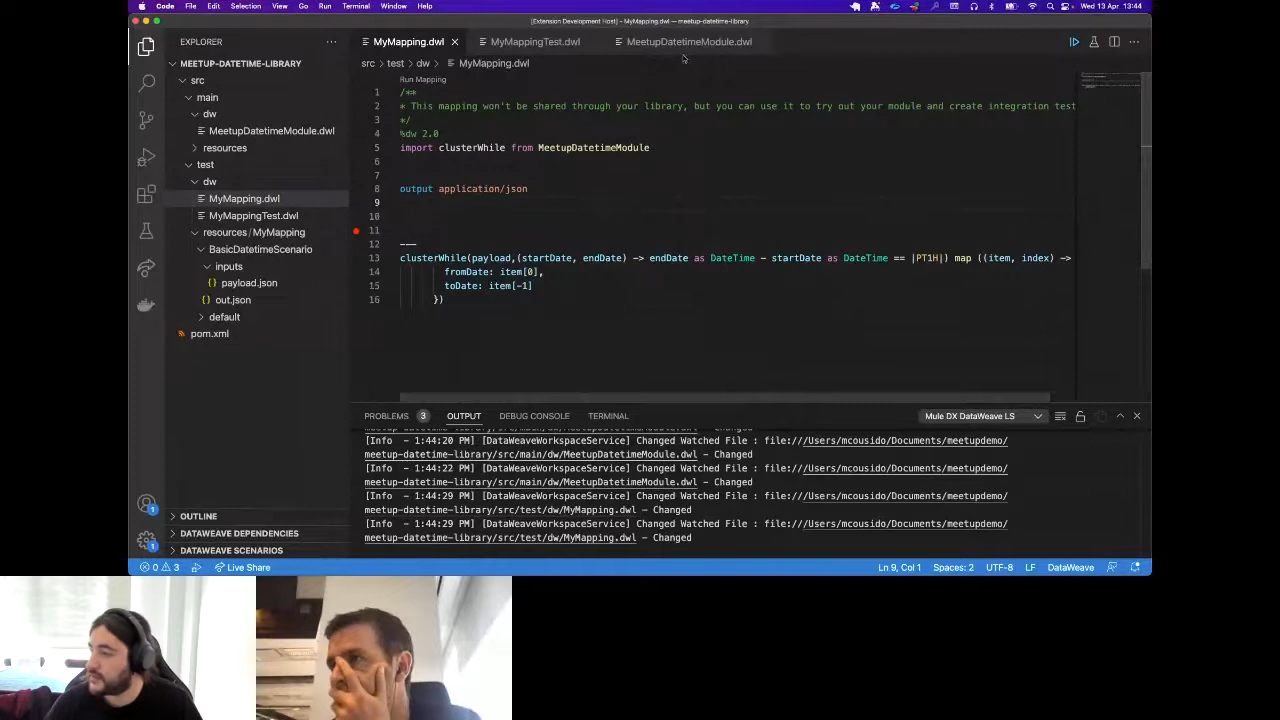 Code File Edit Selection View Go Run Terminal Window Help Wed 13 Apr 13:44
[Extension Development Host] - MyMapping.dwl — meetup-datetime-library
EXPLORER
MyMapping.dwl MyMappingTest.dwl MeetupDatetimeModule.dwl
MEETUP-DATETIME-LIBRARY
src
main
dw
MeetupDatetimeModule.dwl
resources
test
dw
MyMapping.dwl
MyMappingTest.dwl
resources/MyMapping
BasicDatetimeScenario
inputs
payload.json
out.json
default
pom.xml
OUTLINE
DATAWEAVE DEPENDENCIES
DATAWEAVE SCENARIOS
src > test > dw > MyMapping.dwl
Run Mapping
1 /**
2 * This mapping won't be shared through your library, but you can use it to try out your module and create integration test
3 */
4 %dw 2.0
5 import clusterWhile from MeetupDatetimeModule
6
7
8 output application/json
9
10
11
12 ---
13 clusterWhile(payload,(startDate, endDate) -> endDate as DateTime - startDate as DateTime == |PT1H|) map ((item, index) ->
14 fromDate: item[0],
15 toDate: item[-1]
16 })
PROBLEMS 3 OUTPUT DEBUG CONSOLE TERMINAL Mule DX DataWeave LS
meetup-datetime-library/src/main/dw/MeetupDatetimeModule.dwl - Changed
[Info - 1:44:20 PM] [DataWeaveWorkspaceService] Changed Watched File : file:///Users/mcousido/Documents/meetupdemo/
meetup-datetime-library/src/main/dw/MeetupDatetimeModule.dwl - Changed
[Info - 1:44:22 PM] [DataWeaveWorkspaceService] Changed Watched File : file:///Users/mcousido/Documents/meetupdemo/
meetup-datetime-library/src/main/dw/MeetupDatetimeModule.dwl - Changed
[Info - 1:44:29 PM] [DataWeaveWorkspaceService] Changed Watched File : file:///Users/mcousido/Documents/meetupdemo/
meetup-datetime-library/src/test/dw/MyMapping.dwl - Changed
[Info - 1:44:29 PM] [DataWeaveWorkspaceService] Changed Watched File : file:///Users/mcousido/Documents/meetupdemo/
meetup-datetime-library/src/test/dw/MyMapping.dwl - Changed
1
1
0 3 Live Share Ln 9, Col 1 Spaces: 2 UTF-8 LF DataWeave